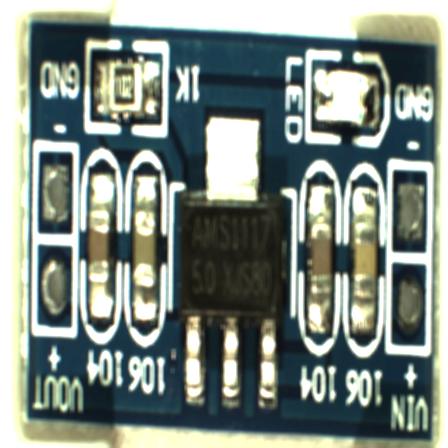 GND
1K
LED
GND
-
-
AMS1117
5.0
+
104
106
104
106
+
VOUT
VIN